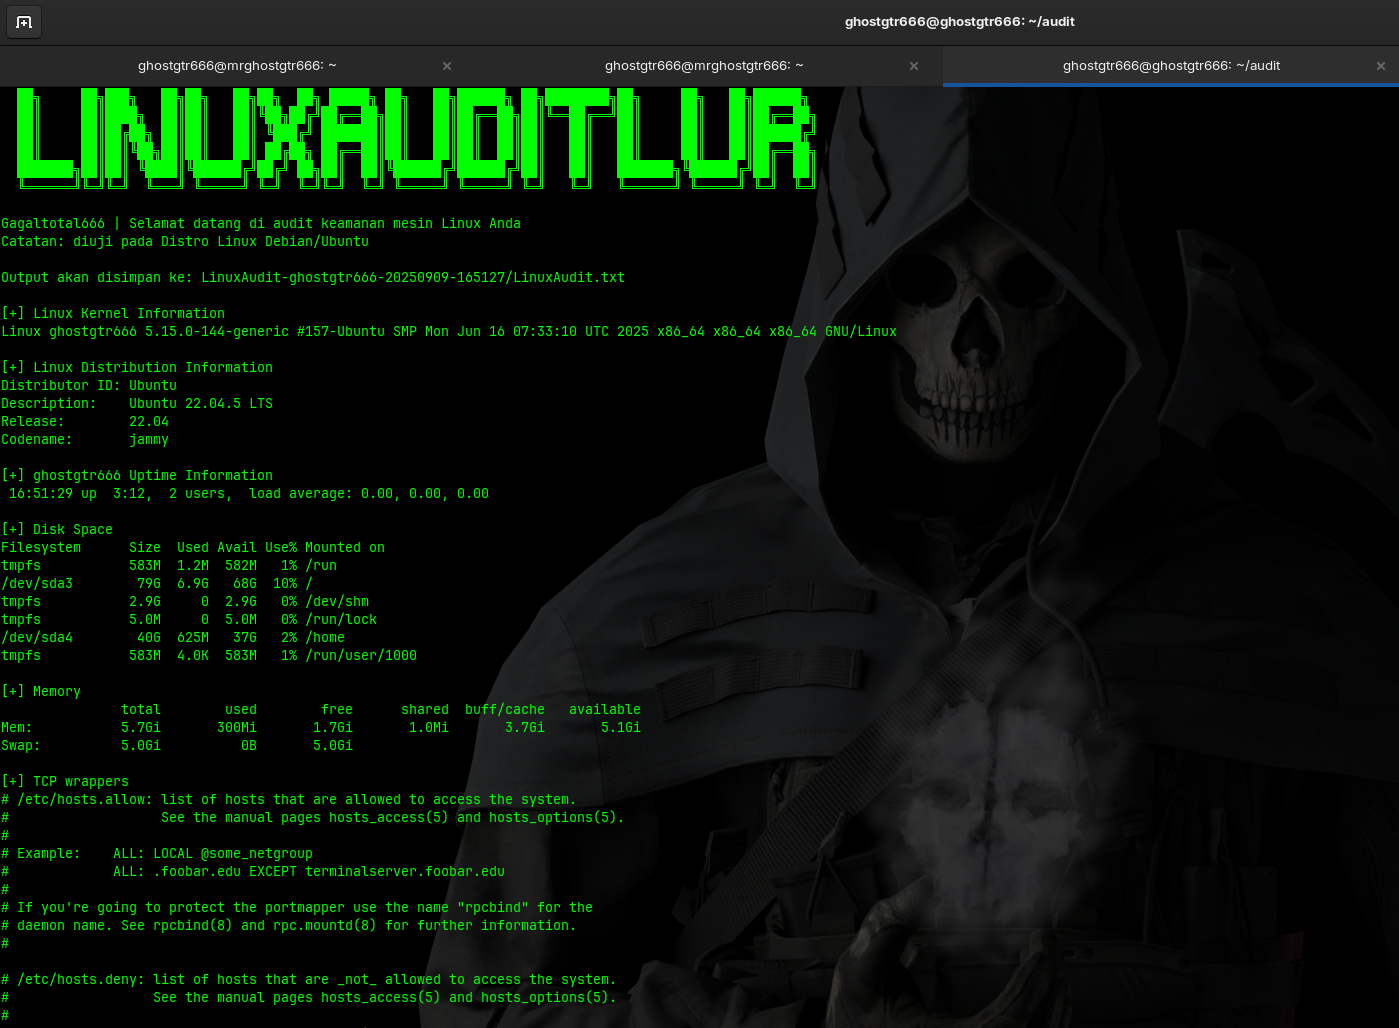 ghostgtr666@ghostgtr666: ~/audit
ghostgtr666@mrghostgtr666: ~ × ghostgtr666@mrghostgtr666: ~ × ghostgtr666@ghostgtr666: ~/audit ×
LINUXAUDITLUR
Gagaltotal666 | Selamat datang di audit keamanan mesin Linux Anda
Catatan: diuji pada Distro Linux Debian/Ubuntu
Output akan disimpan ke: LinuxAudit-ghostgtr666-20250909-165127/LinuxAudit.txt
[+] Linux Kernel Information
Linux ghostgtr666 5.15.0-144-generic #157-Ubuntu SMP Mon Jun 16 07:33:10 UTC 2025 x86_64 x86_64 x86_64 GNU/Linux
[+] Linux Distribution Information
Distributor ID: Ubuntu
Description:    Ubuntu 22.04.5 LTS
Release:        22.04
Codename:       jammy
[+] ghostgtr666 Uptime Information
 16:51:29 up  3:12,  2 users,  load average: 0.00, 0.00, 0.00
[+] Disk Space
Filesystem      Size  Used Avail Use% Mounted on
tmpfs           583M  1.2M  582M   1% /run
/dev/sda3        79G  6.9G   68G  10% /
tmpfs           2.9G     0  2.9G   0% /dev/shm
tmpfs           5.0M     0  5.0M   0% /run/lock
/dev/sda4        40G  625M   37G   2% /home
tmpfs           583M  4.0K  583M   1% /run/user/1000
[+] Memory
               total        used        free      shared  buff/cache   available
Mem:           5.7Gi       300Mi       1.7Gi       1.0Mi       3.7Gi       5.1Gi
Swap:          5.0Gi          0B       5.0Gi
[+] TCP wrappers
# /etc/hosts.allow: list of hosts that are allowed to access the system.
#                   See the manual pages hosts_access(5) and hosts_options(5).
#
# Example:    ALL: LOCAL @some_netgroup
#             ALL: .foobar.edu EXCEPT terminalserver.foobar.edu
#
# If you're going to protect the portmapper use the name "rpcbind" for the
# daemon name. See rpcbind(8) and rpc.mountd(8) for further information.
#
# /etc/hosts.deny: list of hosts that are _not_ allowed to access the system.
#                  See the manual pages hosts_access(5) and hosts_options(5).
#